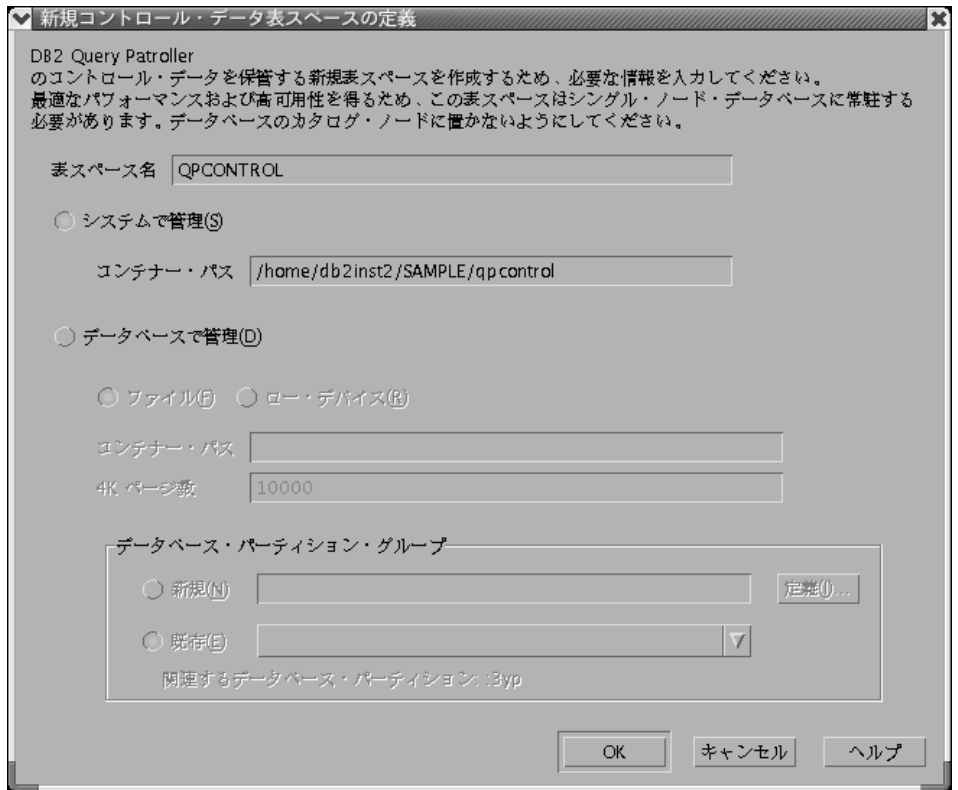 新規コントロール・データ表スペースの定義
DB2 Query Patroller
のコントロール・データを保管する新規表スペースを作成するため、必要な情報を入力してください。
最適なパフォーマンスおよび高可用性を得るため、この表スペースはシングル・ノード・データベースに常駐する
必要があります。データベースのカタログ・ノードに置かないようにしてください。
表スペース名 QPCONTROL
システムで管理(S)
コンテナー・パス /home/db2inst2/SAMPLE/qpcontrol
データベースで管理(D)
ファイル(F) ロー・デバイス(R)
コンテナー・パス
4K ページ数 10000
データベース・パーティション・グループ
新規(N) 定義(I)...
既存(E)
関連するデータベース・パーティション: :3yp
OK キャンセル ヘルプ